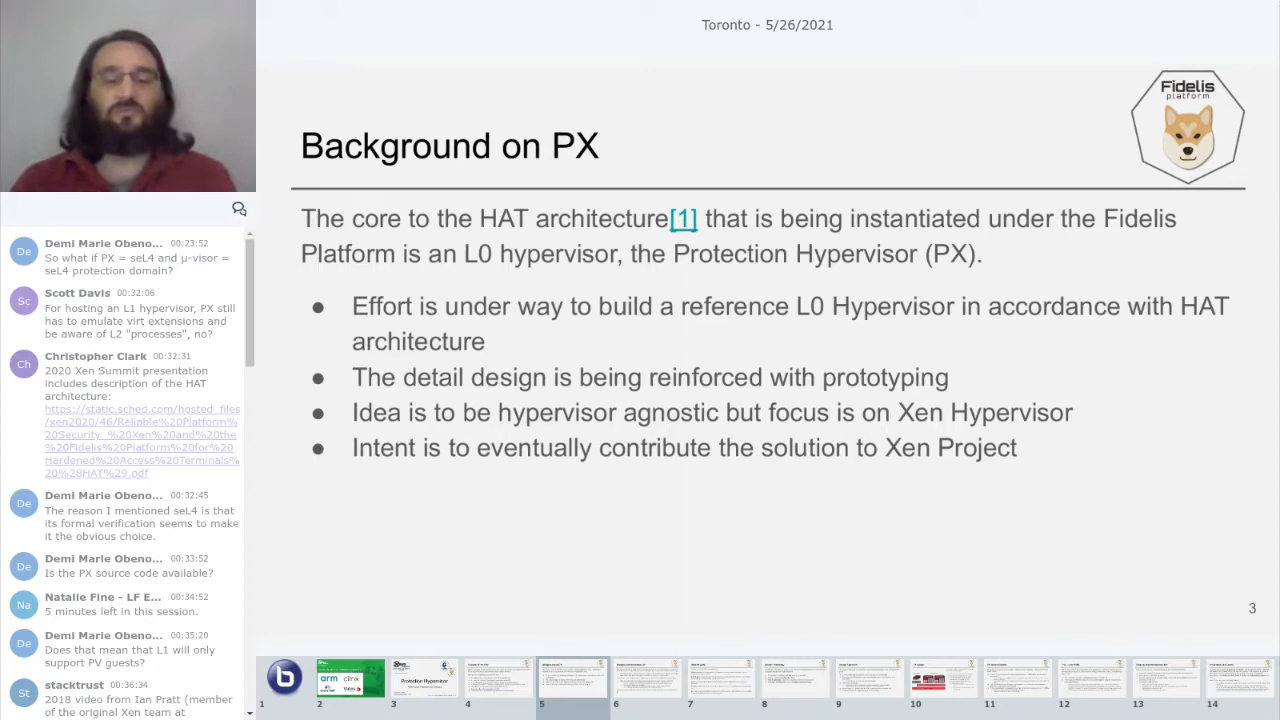 Toronto - 5/26/2021
Fidelis
platform
Background on PX
The core to the HAT architecture[1] that is being instantiated under the Fidelis
Platform is an L0 hypervisor, the Protection Hypervisor (PX).
● Effort is under way to build a reference L0 Hypervisor in accordance with HAT
architecture
● The detail design is being reinforced with prototyping
● Idea is to be hypervisor agnostic but focus is on Xen Hypervisor
● Intent is to eventually contribute the solution to Xen Project
3
De
Demi Marie Obeno... 00:23:52
So what if PX = seL4 and μ-visor =
seL4 protection domain?
Sc
Scott Davis 00:32:06
For hosting an L1 hypervisor, PX still
has to emulate virt extensions and
be aware of L2 "processes", no?
Ch
Christopher Clark 00:32:31
2020 Xen Summit presentation
includes description of the HAT
architecture:
https://static.sched.com/hosted_files
/xen2020/46/Reliable%20Platform%
20Security_%20Xen%20and%20the
%20Fidelis%20Platform%20for%20
Hardened%20Access%20Terminals%
20%28HAT%29.pdf
De
Demi Marie Obeno... 00:32:45
The reason I mentioned seL4 is that
its formal verification seems to make
it the obvious choice.
De
Demi Marie Obeno... 00:33:52
Is the PX source code available?
Na
Natalie Fine – LF E... 00:34:52
5 minutes left in this session.
De
Demi Marie Obeno... 00:35:20
Does that mean that L1 will only
support PV guests?
St
stacktrust 00:36:34
2018 video from Ian Pratt (member
of the original Xen team at
b
arm citrix
Protection Hypervisor
1 2 3 4 5 6 7 8 9 10 11 12 13 14